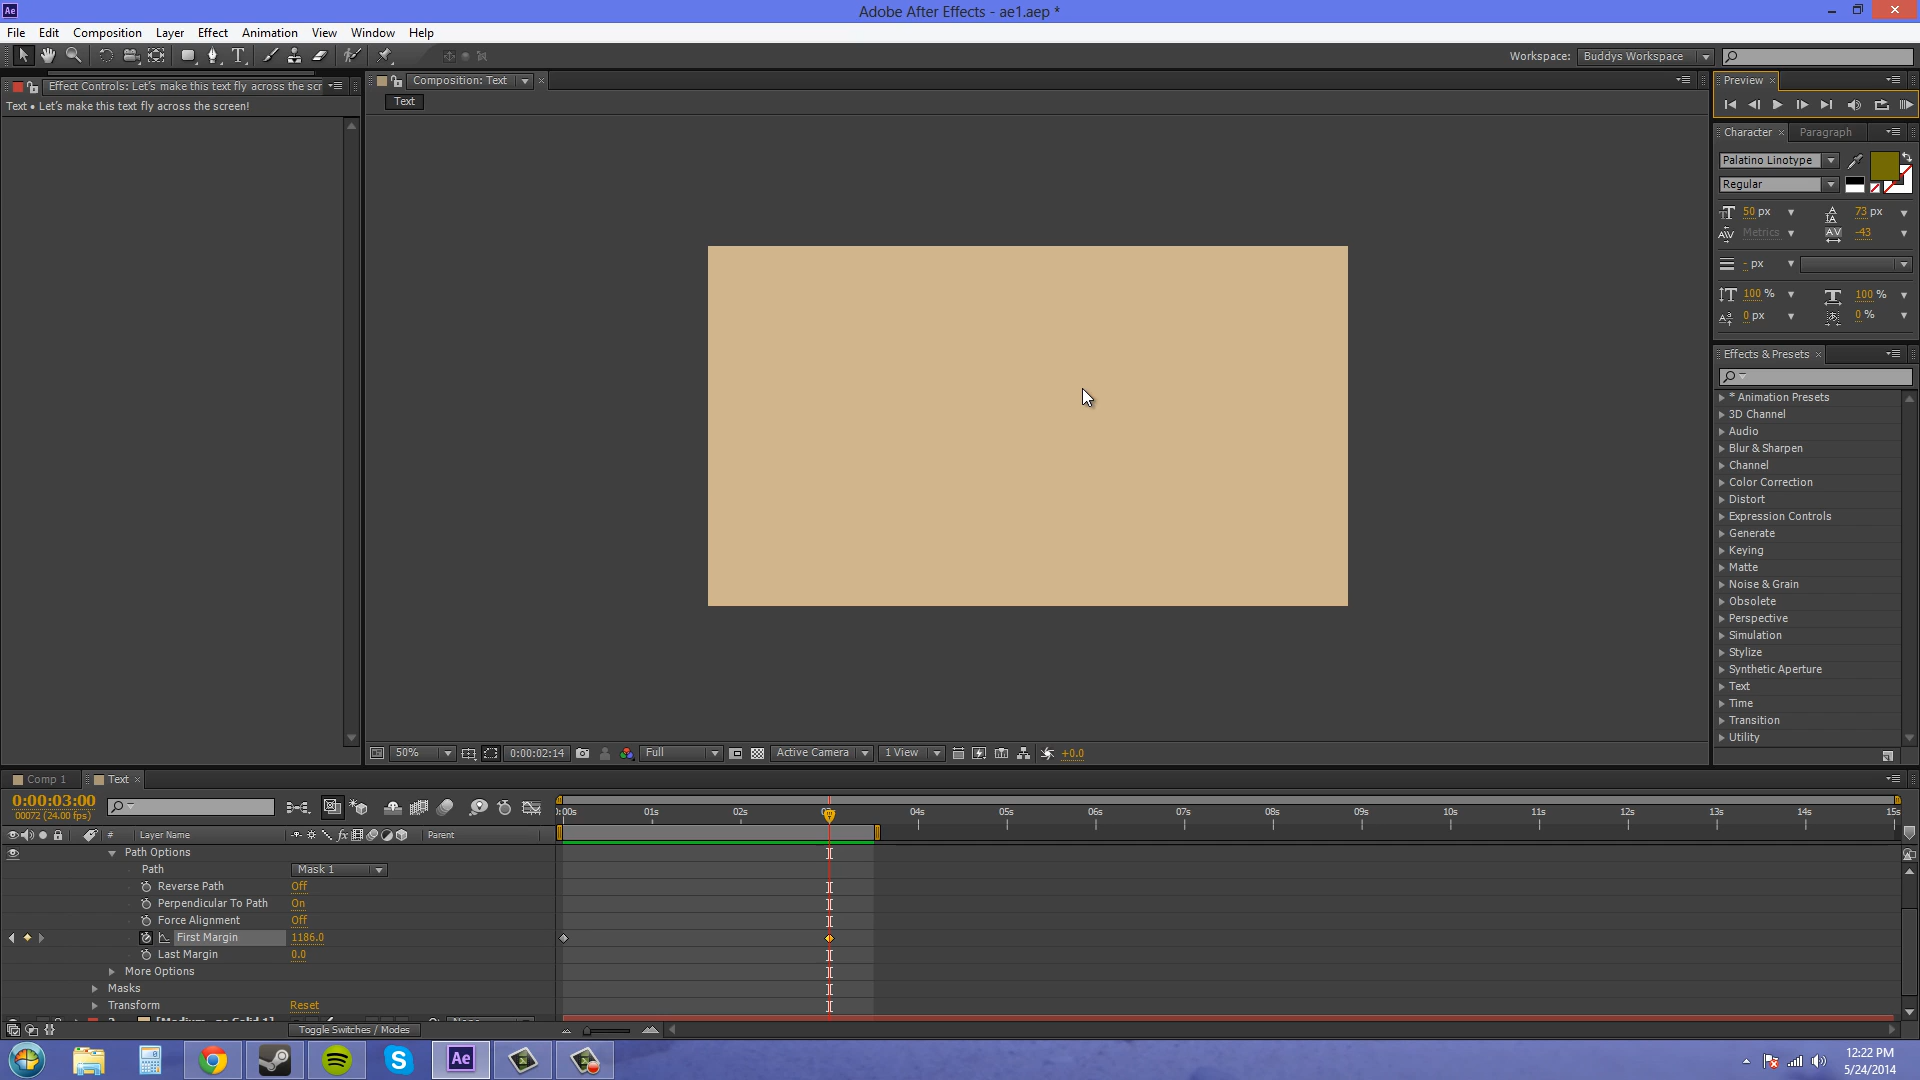 Ae
Adobe After Effects - ae1.aep *
File Edit Composition Layer Effect Animation View Window Help
Workspace: Buddys Workspace
Effect Controls: Let's make this text fly across the scr
Text • Let's make this text fly across the screen!
Composition: Text
Text
Preview
Character Paragraph
Palatino Linotype
Regular
50 px 73 px
Metrics -43
- px
100 % 100 %
0 px 0 %
Effects & Presets
* Animation Presets
3D Channel
Audio
Blur & Sharpen
Channel
Color Correction
Distort
Expression Controls
Generate
Keying
Matte
Noise & Grain
Obsolete
Perspective
Simulation
Stylize
Synthetic Aperture
Text
Time
Transition
Utility
50% 0:00:02:14 Full Active Camera 1 View +0.0
Comp 1 Text
0:00:03:00
00072 (24.00 fps)
:00s 01s 02s 04s 05s 06s 07s 08s 09s 10s 11s 12s 13s 14s 15s
# Layer Name Parent
Path Options
Path Mask 1
Reverse Path Off
Perpendicular To Path On
Force Alignment Off
First Margin 1186.0
Last Margin 0.0
More Options
Masks
Transform Reset
Toggle Switches / Modes
Ae
12:22 PM
5/24/2014